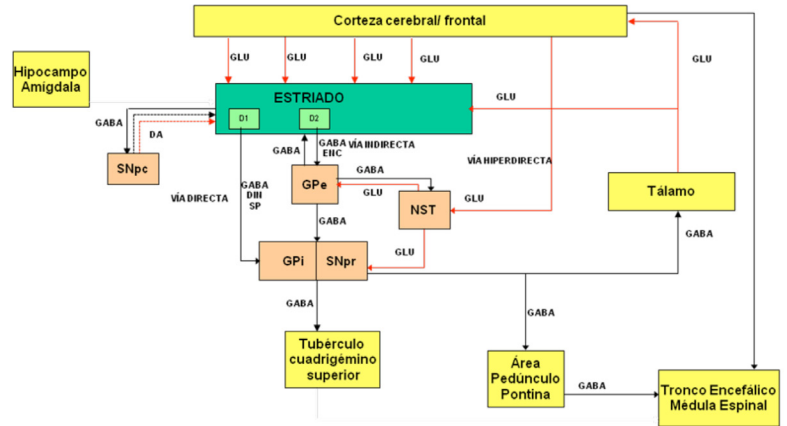 Corteza cerebral/ frontal
GLU
GLU
GLU
GLU
GLU
Hipocampo
Amígdala
ESTRIADO
GLU
D1
D2
GABA
DA
GABA
GABA
ENC
VÍA INDIRECTA
VÍA HIPERDIRECTA
SNpc
GABA
GPe
GLU
VÍA DIRECTA
GABA
DIN
SP
NST
GLU
Tálamo
GABA
GABA
GLU
GPi
SNpr
GABA
GABA
Tubérculo
cuadrigémino
superior
Área
Pedúnculo
Pontina
GABA
Tronco Encefálico
Médula Espinal